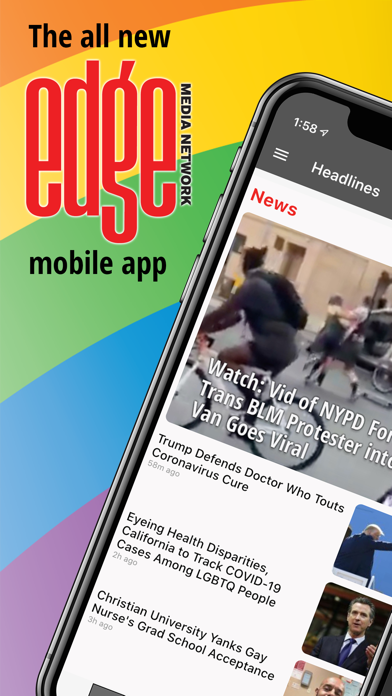 The all new
edge
MEDIA NETWORK
mobile app
1:58
Headlines
News
Watch: Vid of NYPD For
Trans BLM Protester int
Van Goes Viral
Trump Defends Doctor Who Touts
Coronavirus Cure
58m ago
Eyeing Health Disparities,
California to Track COVID-19
Cases Among LGBTQ People
2h ago
Christian University Yanks Gay
Nurse's Grad School Acceptance
3h ago